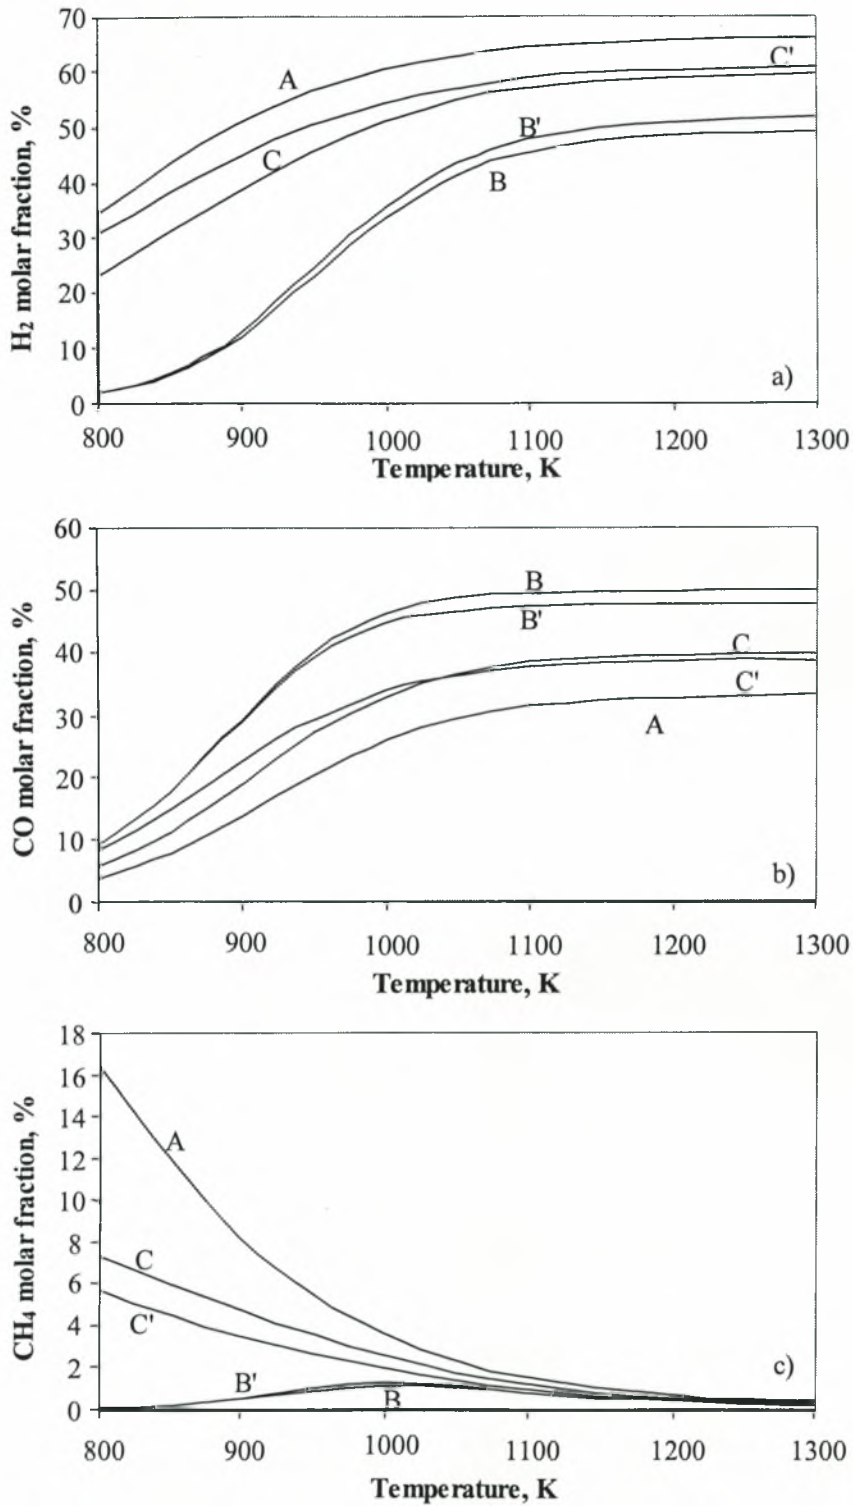 70
60
50
40
30
20
10
0
H₂ molar fraction, %
A
C'
C
B'
B
a)
800 900 1000 1100 1200 1300
Temperature, K
60
50
40
30
20
10
0
CO molar fraction, %
B
B'
C
C'
A
b)
800 900 1000 1100 1200 1300
Temperature, K
18
16
14
12
10
8
6
4
2
0
CH₄ molar fraction, %
A
C
C'
B'
B
c)
800 900 1000 1100 1200 1300
Temperature, K